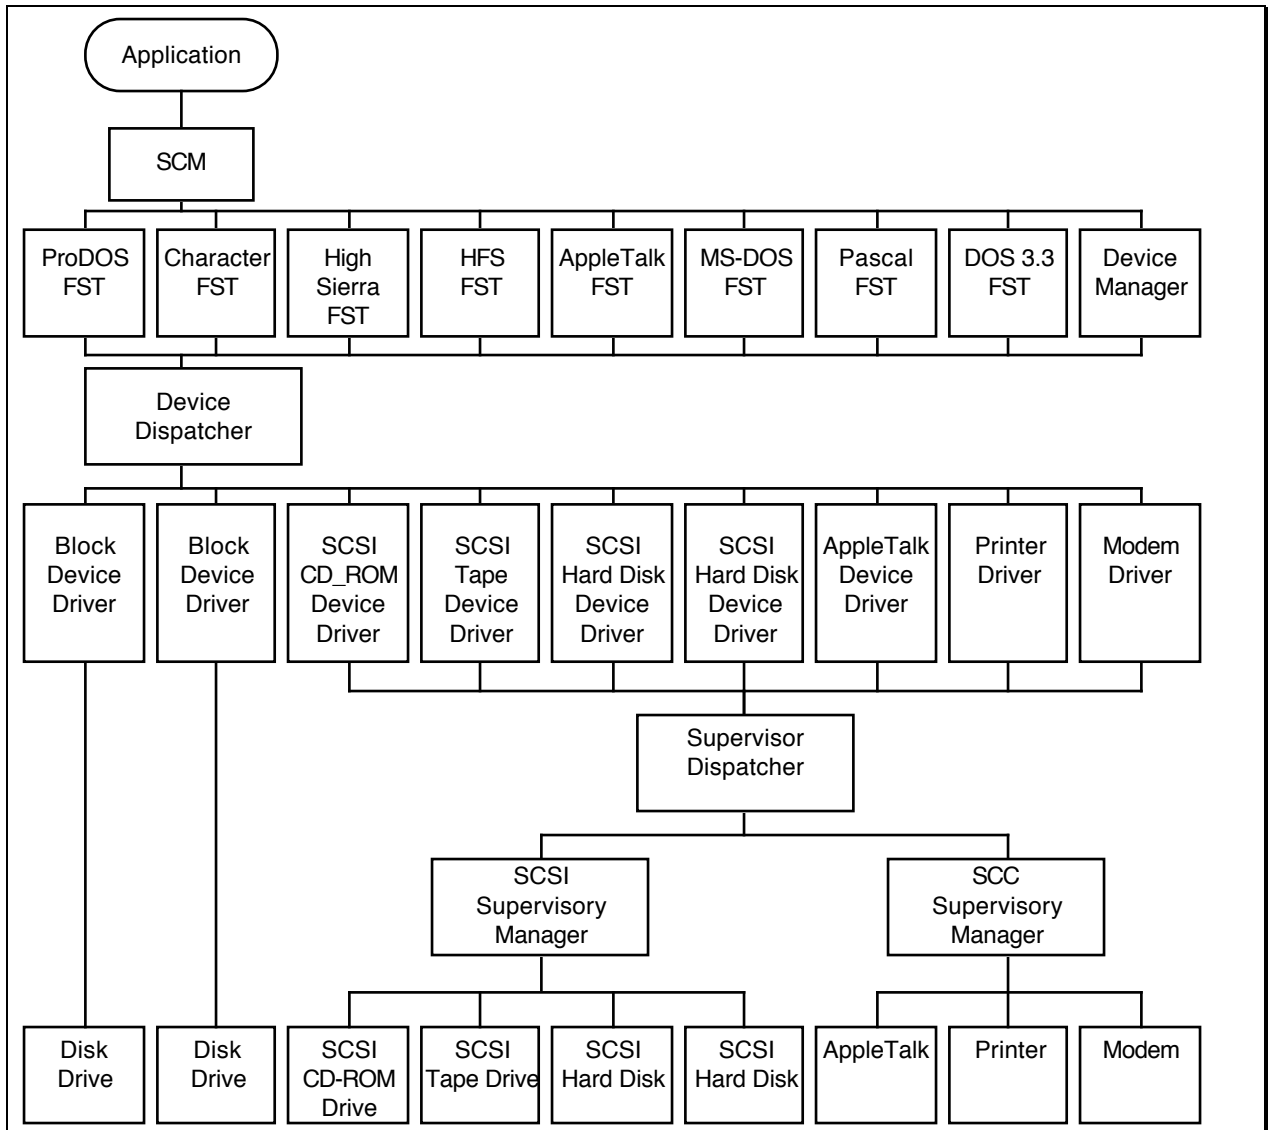 Application
SCM
ProDOS
FST
Character
FST
High
Sierra
FST
HFS
FST
AppleTalk
FST
MS-DOS
FST
Pascal
FST
DOS 3.3
FST
Device
Manager
Device
Dispatcher
Block
Device
Driver
Block
Device
Driver
SCSI
CD_ROM
Device
Driver
SCSI
Tape
Device
Driver
SCSI
Hard Disk
Device
Driver
SCSI
Hard Disk
Device
Driver
AppleTalk
Device
Driver
Printer
Driver
Modem
Driver
Supervisor
Dispatcher
SCSI
Supervisory
Manager
SCC
Supervisory
Manager
Disk
Drive
Disk
Drive
SCSI
CD-ROM
Drive
SCSI
Tape Drive
SCSI
Hard Disk
SCSI
Hard Disk
AppleTalk
Printer
Modem